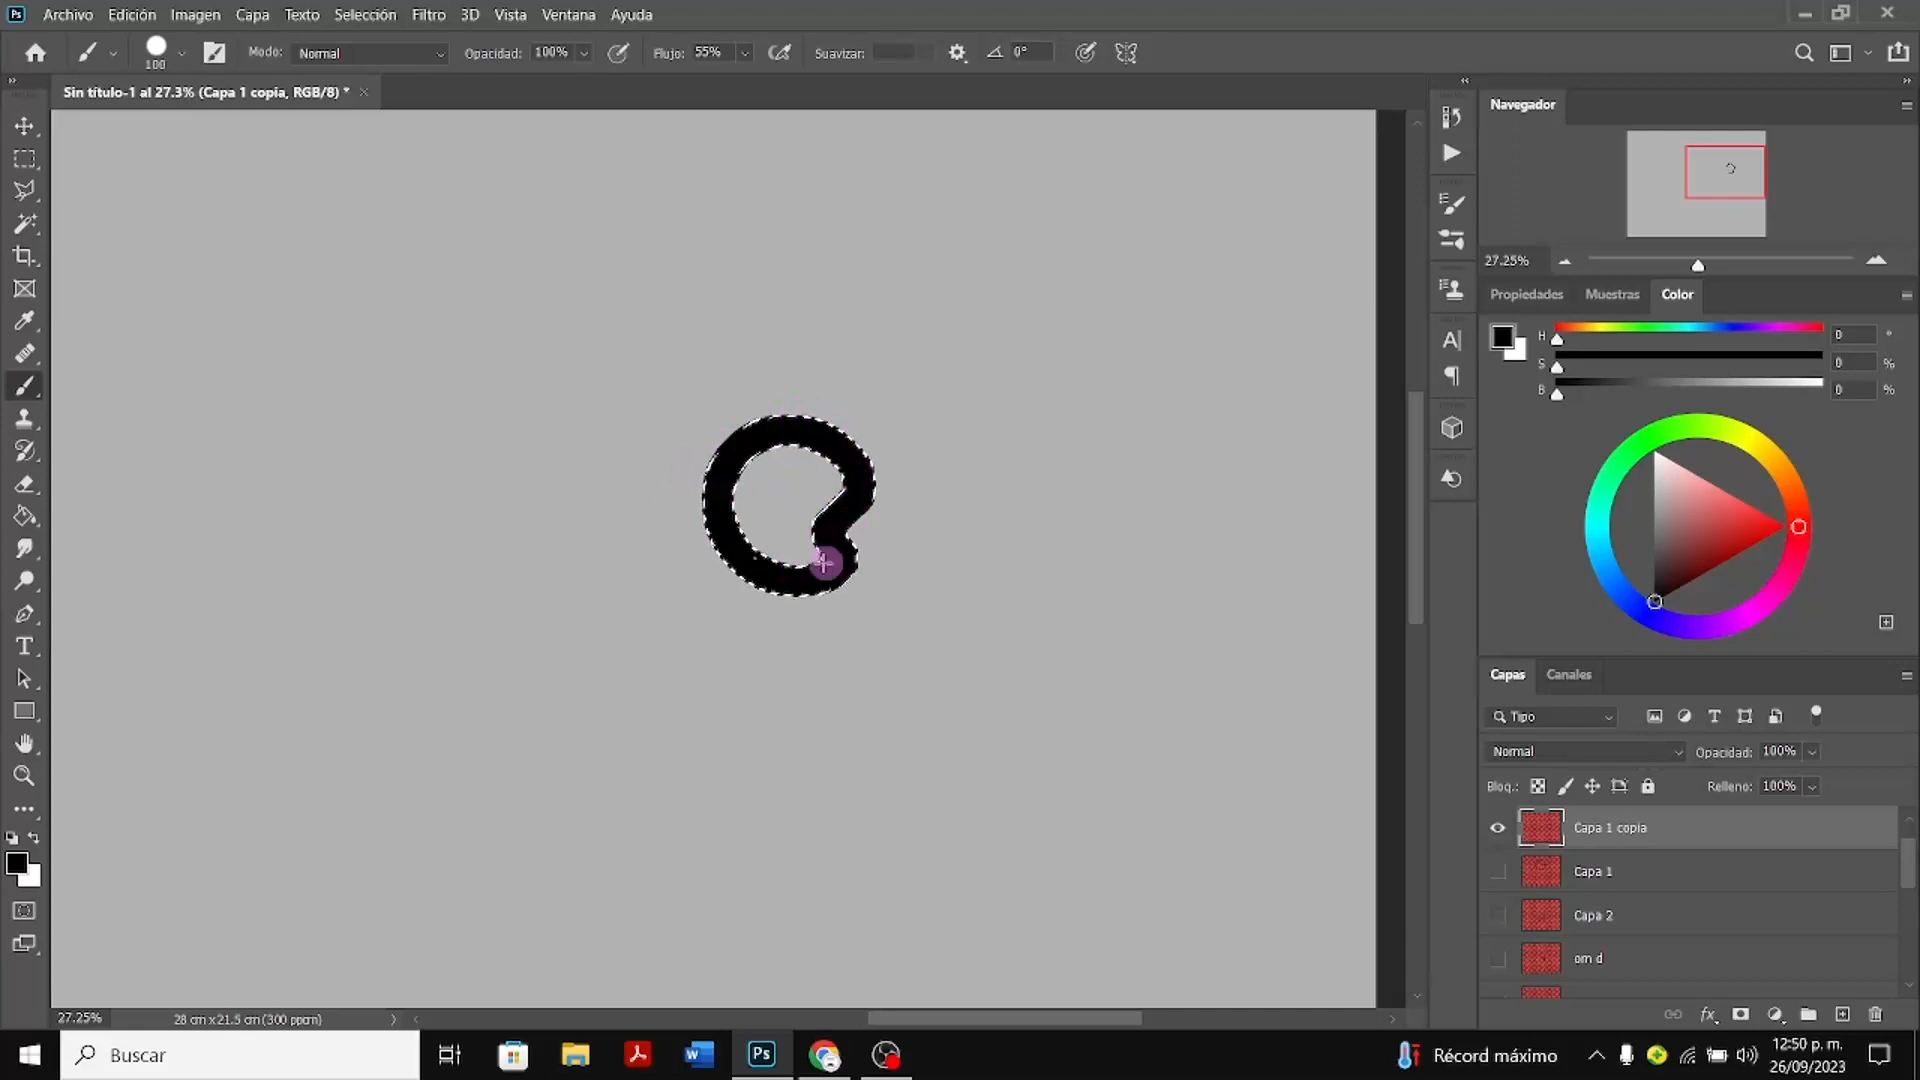 Ps Archivo Edición Imagen Capa Texto Selección Filtro 3D Vista Ventana Ayuda
100 Modo: Normal Opacidad: 100% Flujo: 55% Suavizar: 0°
Sin título-1 al 27.3% (Capa 1 copia, RGB/8) *
Navegador
27.25%
Propiedades Muestras Color
H 0 °
S 0 %
B 0 %
Capas Canales
Tipo
Normal Opacidad: 100%
Bloq.: Relleno: 100%
Capa 1 copia
Capa 1
Capa 2
om d
27.25% 28 cm x 21.5 cm (300 ppcm)
Buscar
Ps
Récord máximo
12:50 p. m.
26/09/2023